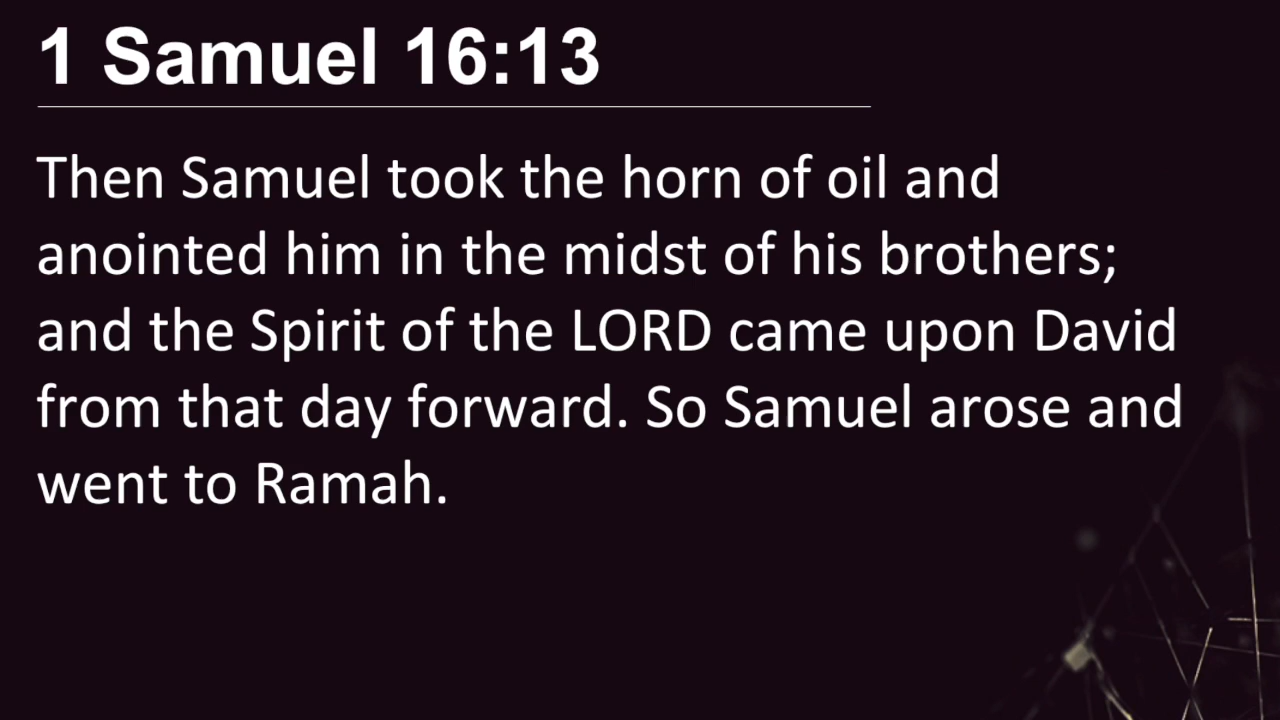 1 Samuel 16:13
Then Samuel took the horn of oil and
anointed him in the midst of his brothers;
and the Spirit of the LORD came upon David
from that day forward. So Samuel arose and
went to Ramah.